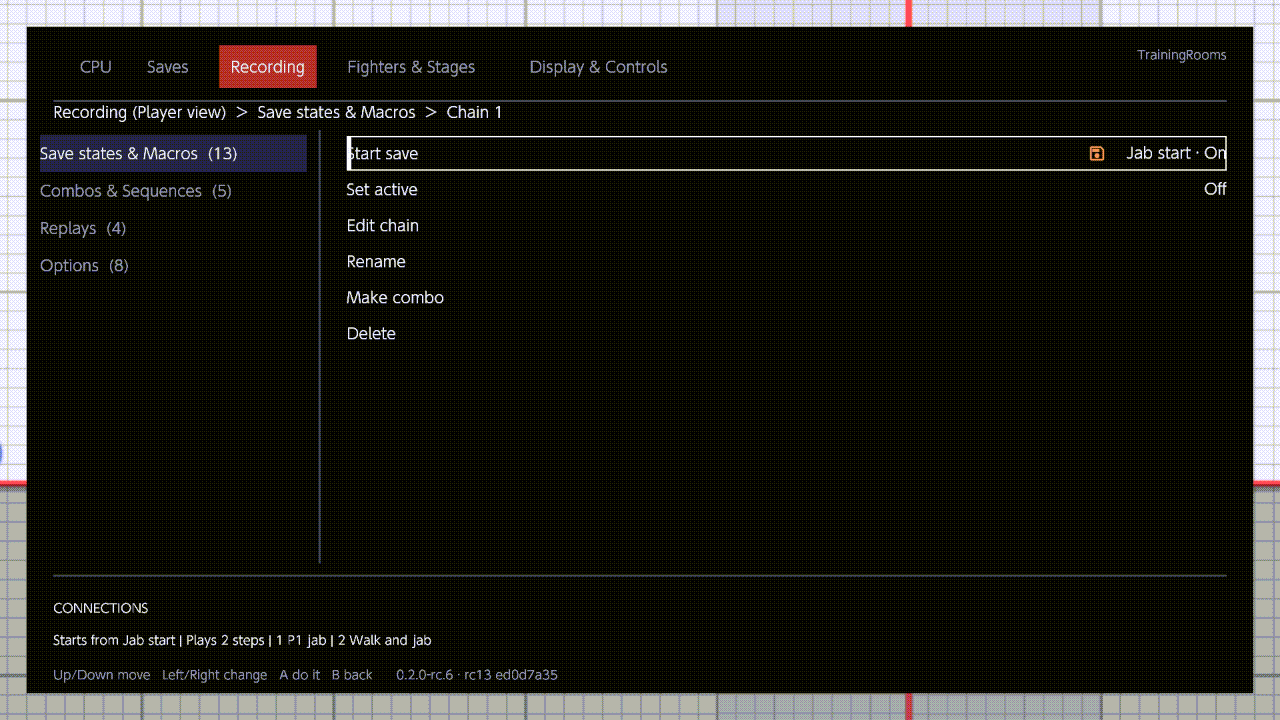 CPU Saves Recording Fighters & Stages Display & Controls TrainingRooms
Recording (Player view) > Save states & Macros > Chain 1
Save states & Macros (13)
Combos & Sequences (5)
Replays (4)
Options (8)
Start save Jab start · On
Set active Off
Edit chain
Rename
Make combo
Delete
CONNECTIONS
Starts from Jab start | Plays 2 steps | 1 P1 jab | 2 Walk and jab
Up/Down move Left/Right change A do it B back 0.2.0-rc.6 · rc13 ed0d7a35